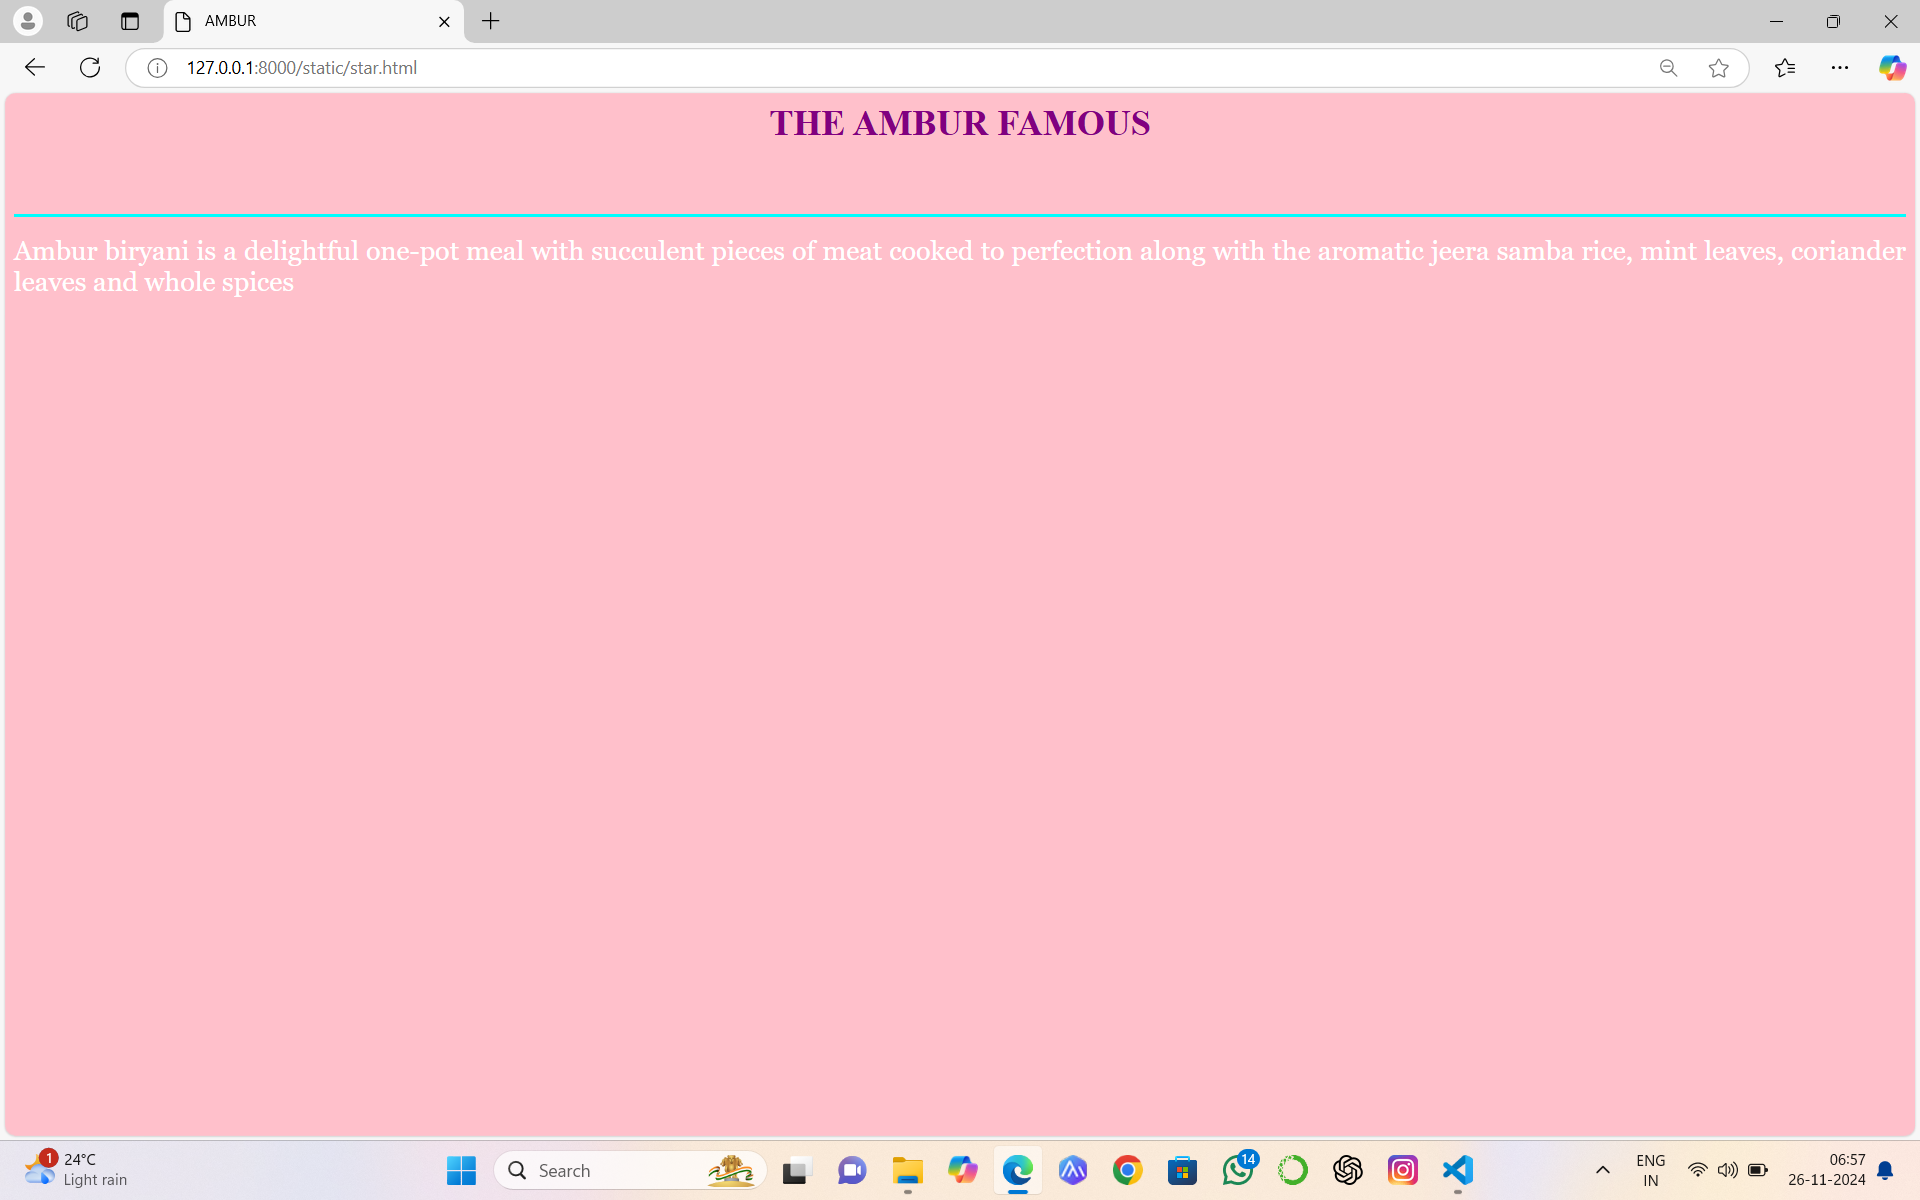 AMBUR
127.0.0.1:8000/static/star.html
THE AMBUR FAMOUS
Ambur biryani is a delightful one-pot meal with succulent pieces of meat cooked to perfection along with the aromatic jeera samba rice, mint leaves, coriander
leaves and whole spices
1
24°C
Light rain
Search
14
ENG
IN
06:57
26-11-2024